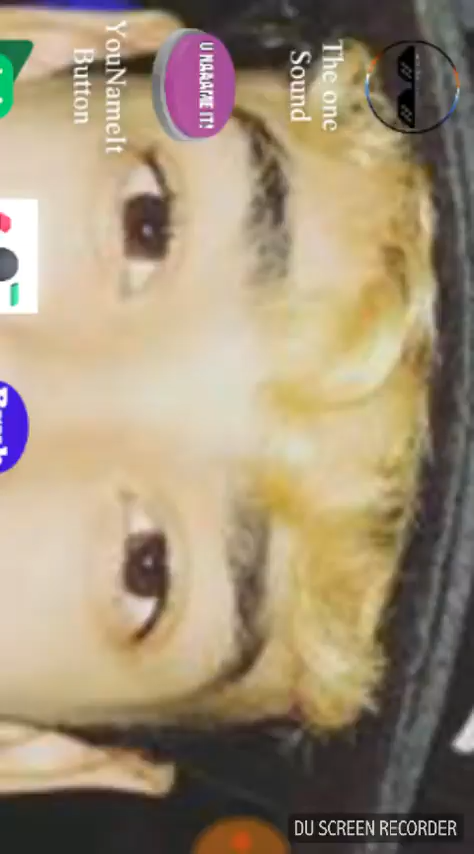 The one
Sound
U NAAAME IT!
YouNameIt
Button
DU SCREEN RECORDER